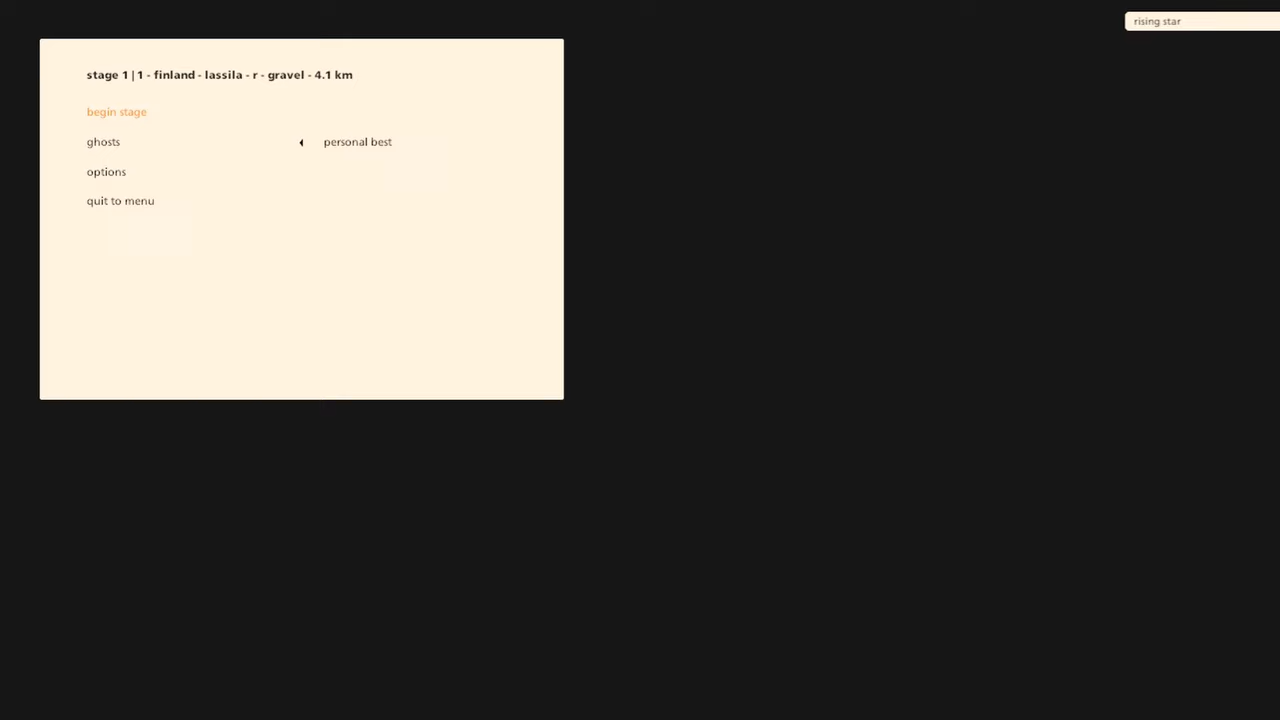 rising star
stage 1 | 1 - finland - lassila - r - gravel - 4.1 km
begin stage
ghosts personal best
options
quit to menu